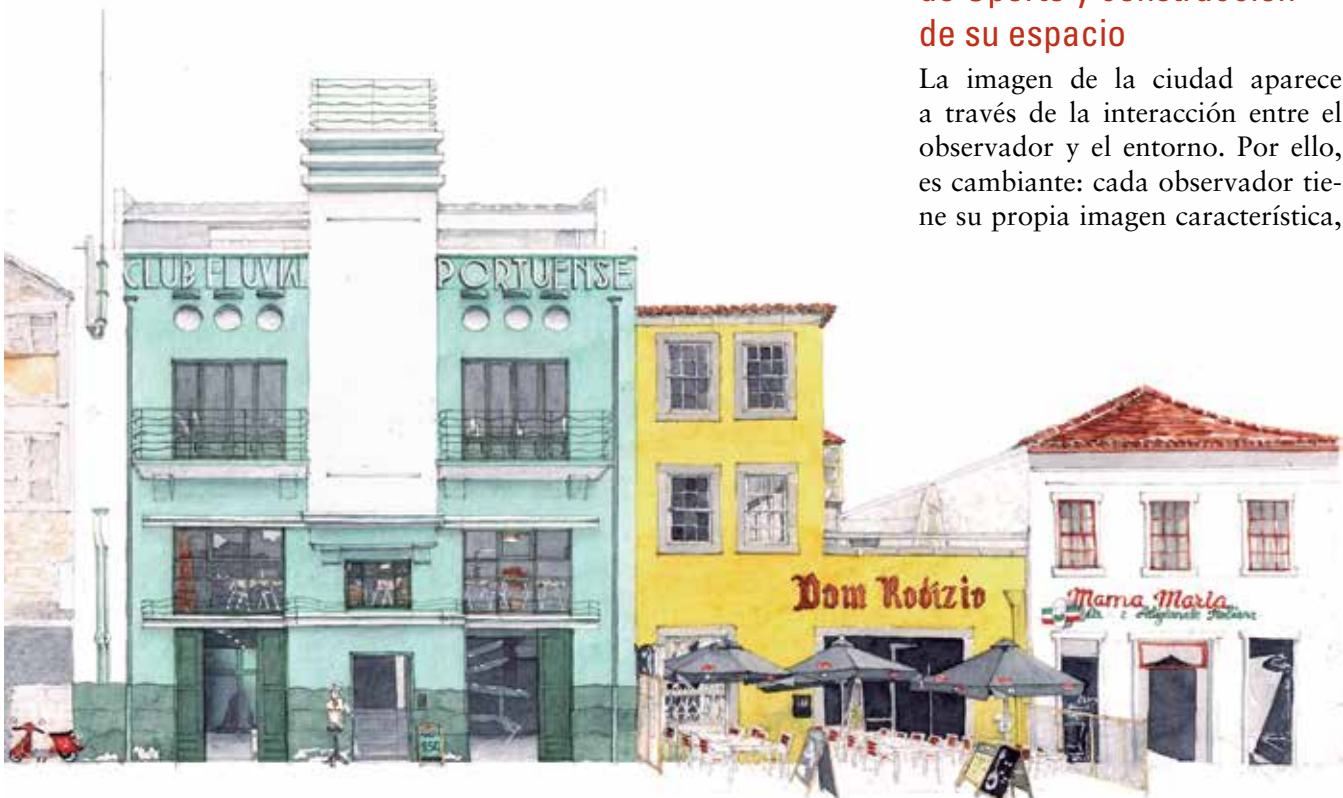 de su espacio
La imagen de la ciudad aparece
a través de la interacción entre el
observador y el entorno. Por ello,
es cambiante: cada observador tie-
ne su propia imagen característica,
CLUB FLUVIAL PORTUENSE
Dom Rodízio
Mama Maria